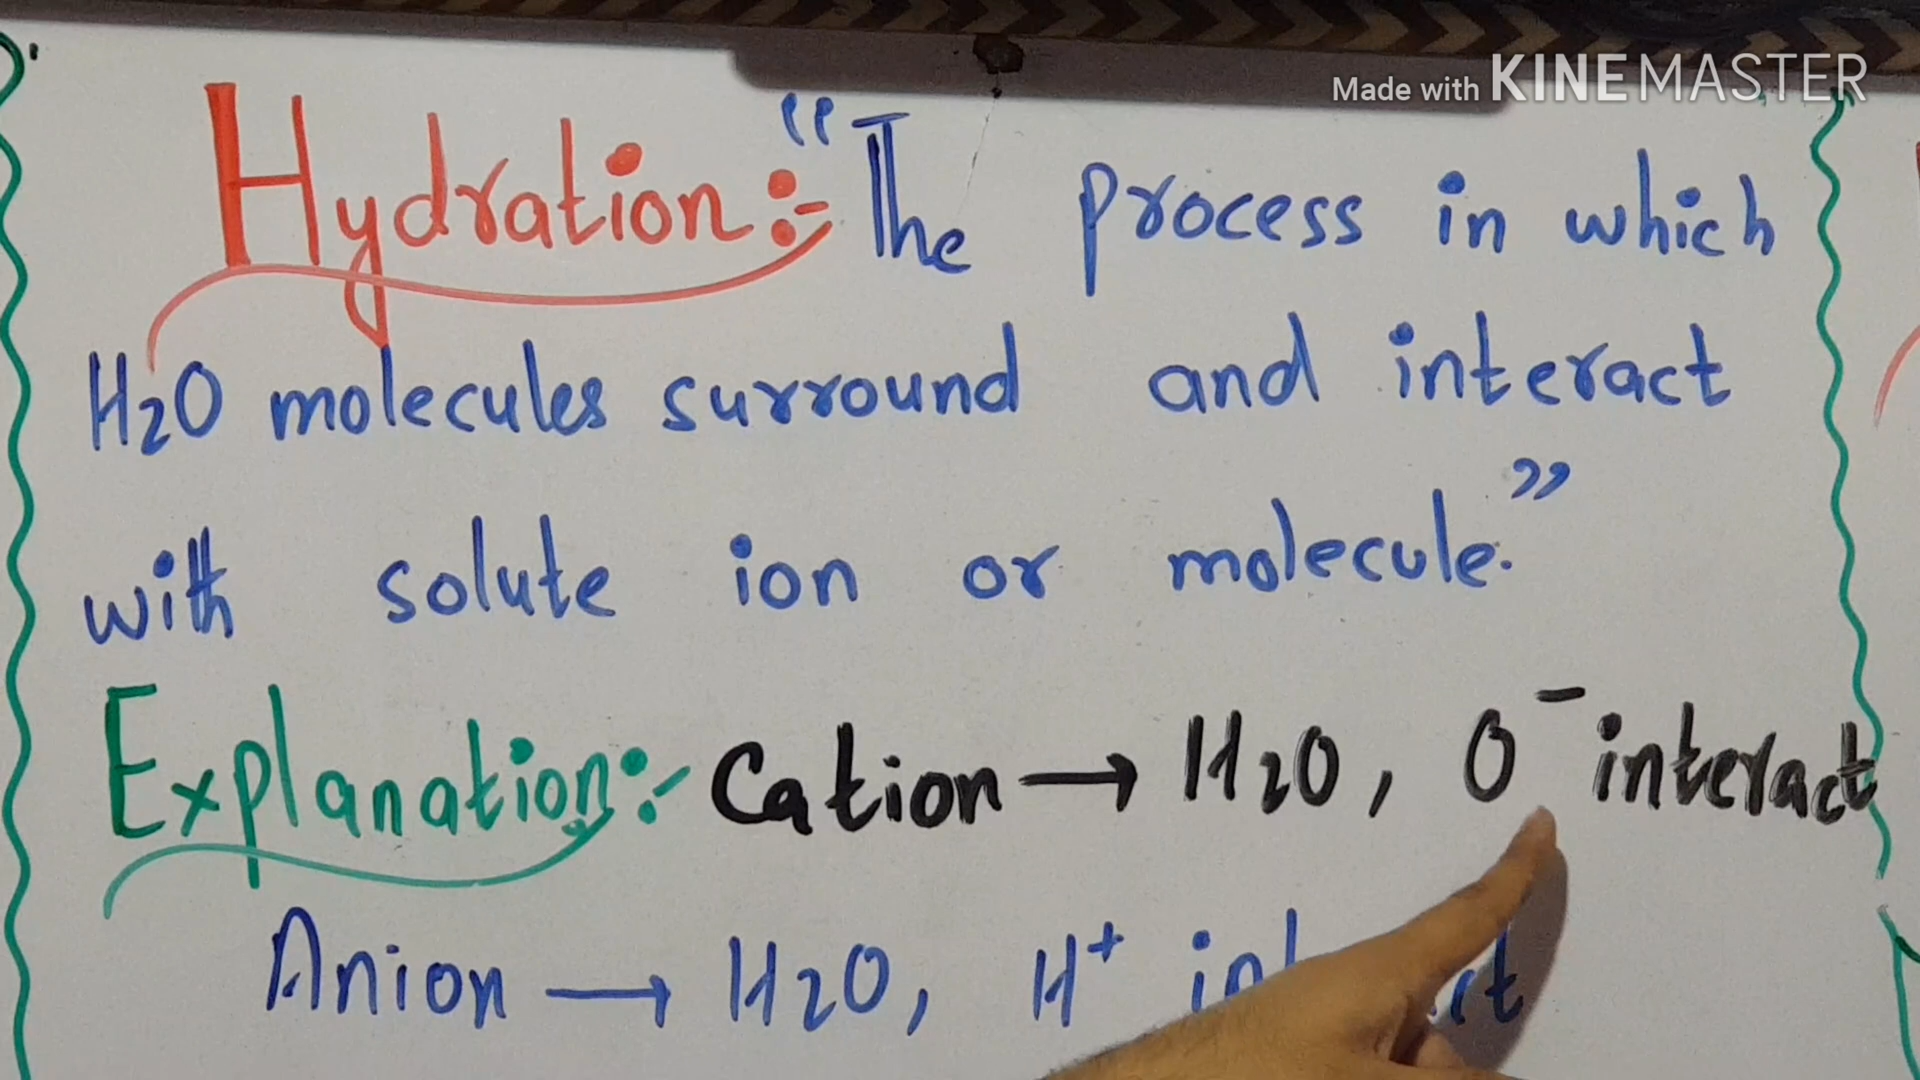 Made with KINEMASTER
Hydration:- "The process in which
H₂O molecules surround and interact
with solute ion or molecule."
Explanation:- Cation → H₂O, O⁻ interact
Anion → H₂O, H⁺